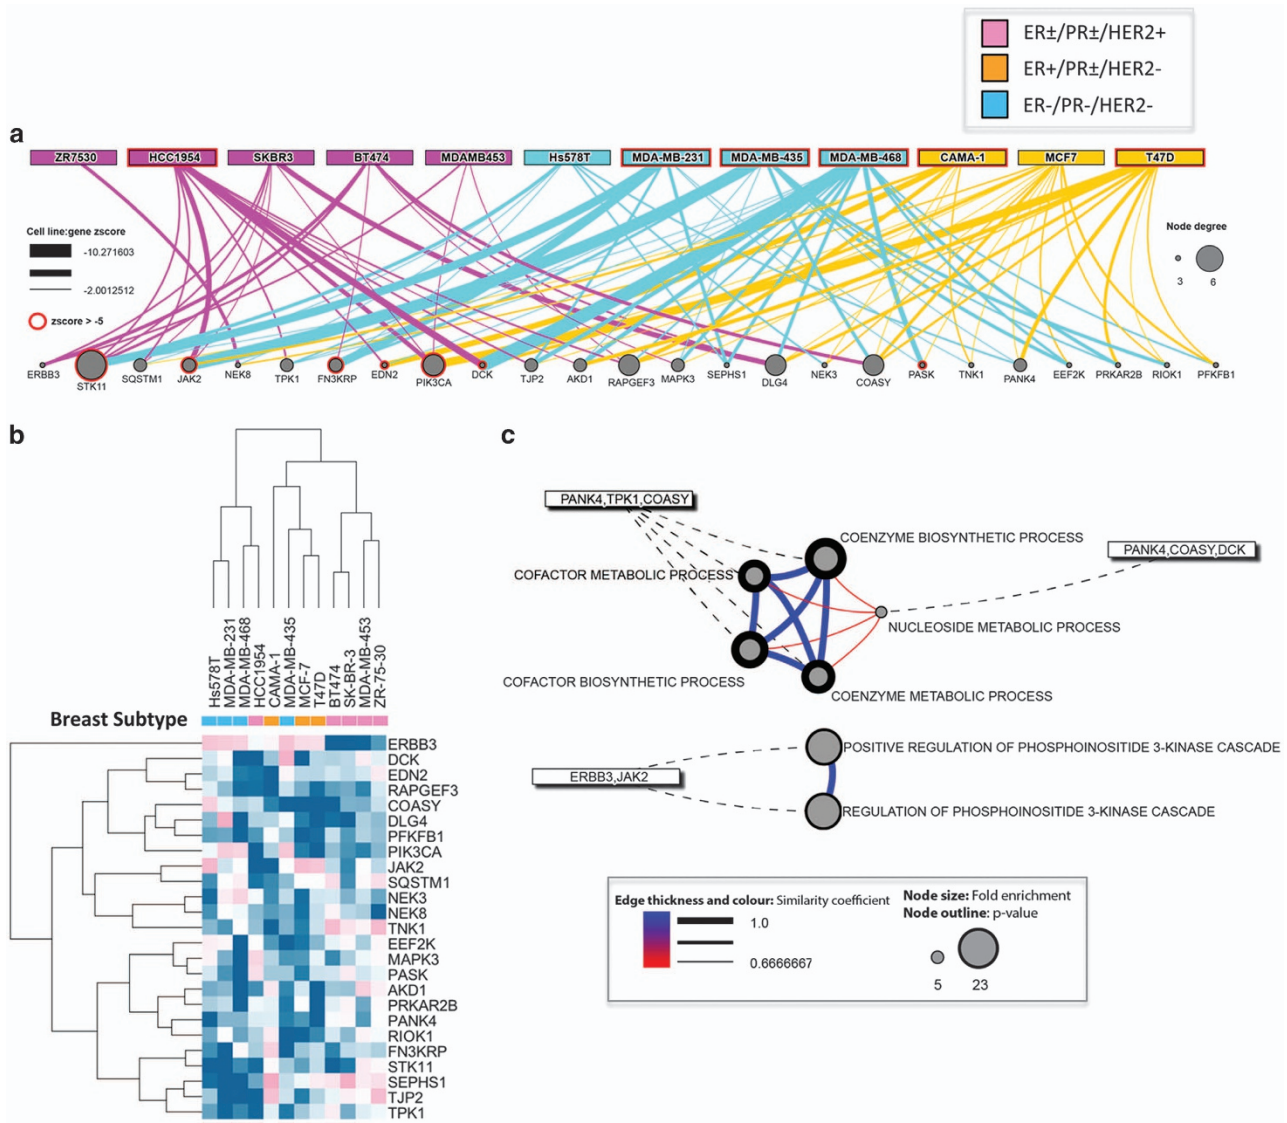 ER±/PR±/HER2+
ER+/PR±/HER2-
ER-/PR-/HER2-
a
ZR7530 HCC1954 SKBR3 BT474 MDAMB453 Hs578T MDA-MB-231 MDA-MB-435 MDA-MB-468 CAMA-1 MCF7 T47D
Cell line:gene zscore
-10.271603
-2.0012512
zscore > -5
Node degree
3 6
ERBB3 STK11 SQSTM1 JAK2 NEK8 TPK1 FN3KRP EDN2 PIK3CA DCK TJP2 AKD1 RAPGEF3 MAPK3 SEPHS1 DLG4 NEK3 COASY PASK TNK1 PANK4 EEF2K PRKAR2B RIOK1 PFKFB1
b
Hs578T
MDA-MB-231
MDA-MB-468
HCC1954
CAMA-1
MDA-MB-435
MCF-7
T47D
BT474
SK-BR-3
MDA-MB-453
ZR-75-30
Breast Subtype
ERBB3
DCK
EDN2
RAPGEF3
COASY
DLG4
PFKFB1
PIK3CA
JAK2
SQSTM1
NEK3
NEK8
TNK1
EEF2K
MAPK3
PASK
AKD1
PRKAR2B
PANK4
RIOK1
FN3KRP
STK11
SEPHS1
TJP2
TPK1
c
PANK4,TPK1,COASY
COENZYME BIOSYNTHETIC PROCESS
PANK4,COASY,DCK
COFACTOR METABOLIC PROCESS
NUCLEOSIDE METABOLIC PROCESS
COFACTOR BIOSYNTHETIC PROCESS
COENZYME METABOLIC PROCESS
POSITIVE REGULATION OF PHOSPHOINOSITIDE 3-KINASE CASCADE
ERBB3,JAK2
REGULATION OF PHOSPHOINOSITIDE 3-KINASE CASCADE
Edge thickness and colour: Similarity coefficient
1.0
0.6666667
Node size: Fold enrichment
Node outline: p-value
5 23